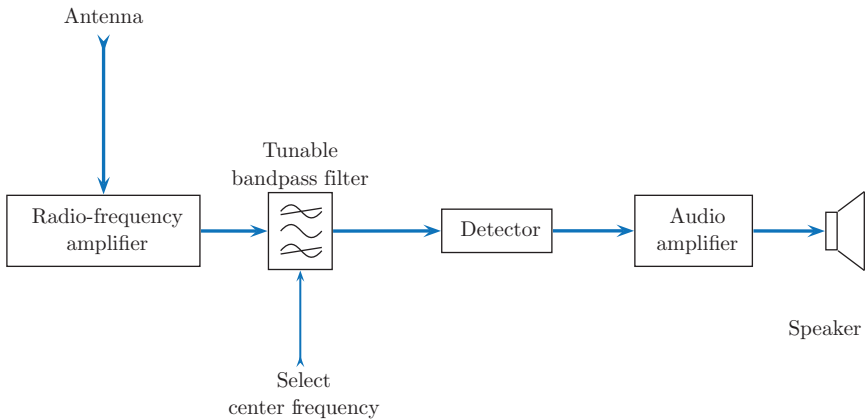 Antenna
Tunable
bandpass filter
Radio-frequency
amplifier
Detector
Audio
amplifier
Speaker
Select
center frequency